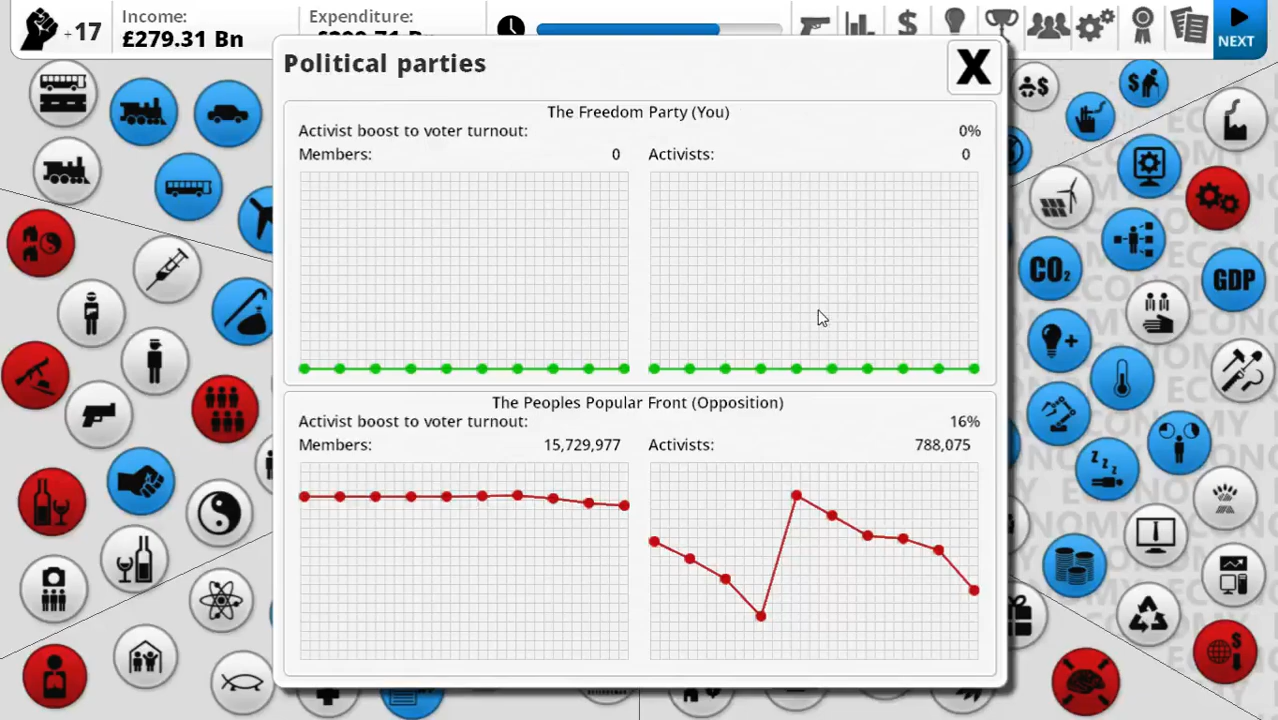 Income:
Expenditure:
+17
£279.31 Bn
NEXT
Political parties
X
The Freedom Party (You)
Activist boost to voter turnout:
0%
Members:
0
Activists:
0
The Peoples Popular Front (Opposition)
Activist boost to voter turnout:
16%
Members:
15,729,977
Activists:
788,075
CO₂
GDP
ECONOMY